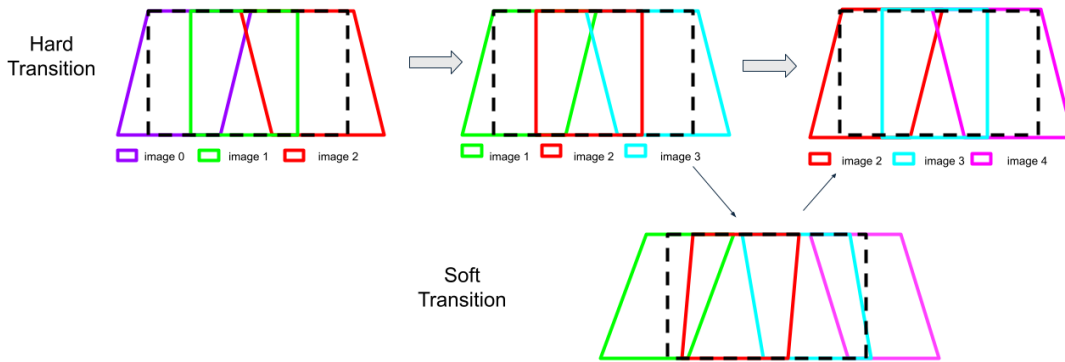 Hard
Transition
image 0 image 1 image 2
image 1 image 2 image 3
image 2 image 3 image 4
Soft
Transition